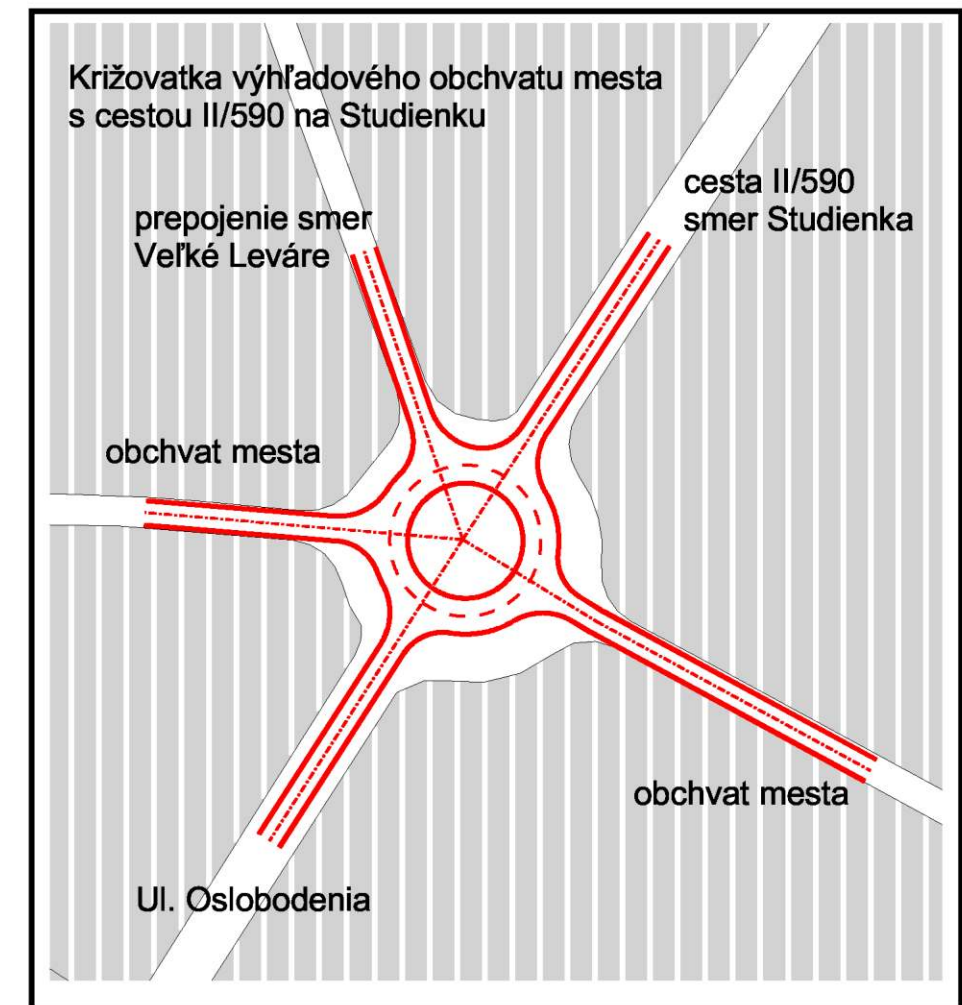 Križovatka výhľadového obchvatu mesta
s cestou II/590 na Studienku
cesta II/590
smer Studienka
prepojenie smer
Veľké Leváre
obchvat mesta
obchvat mesta
Ul. Oslobodenia